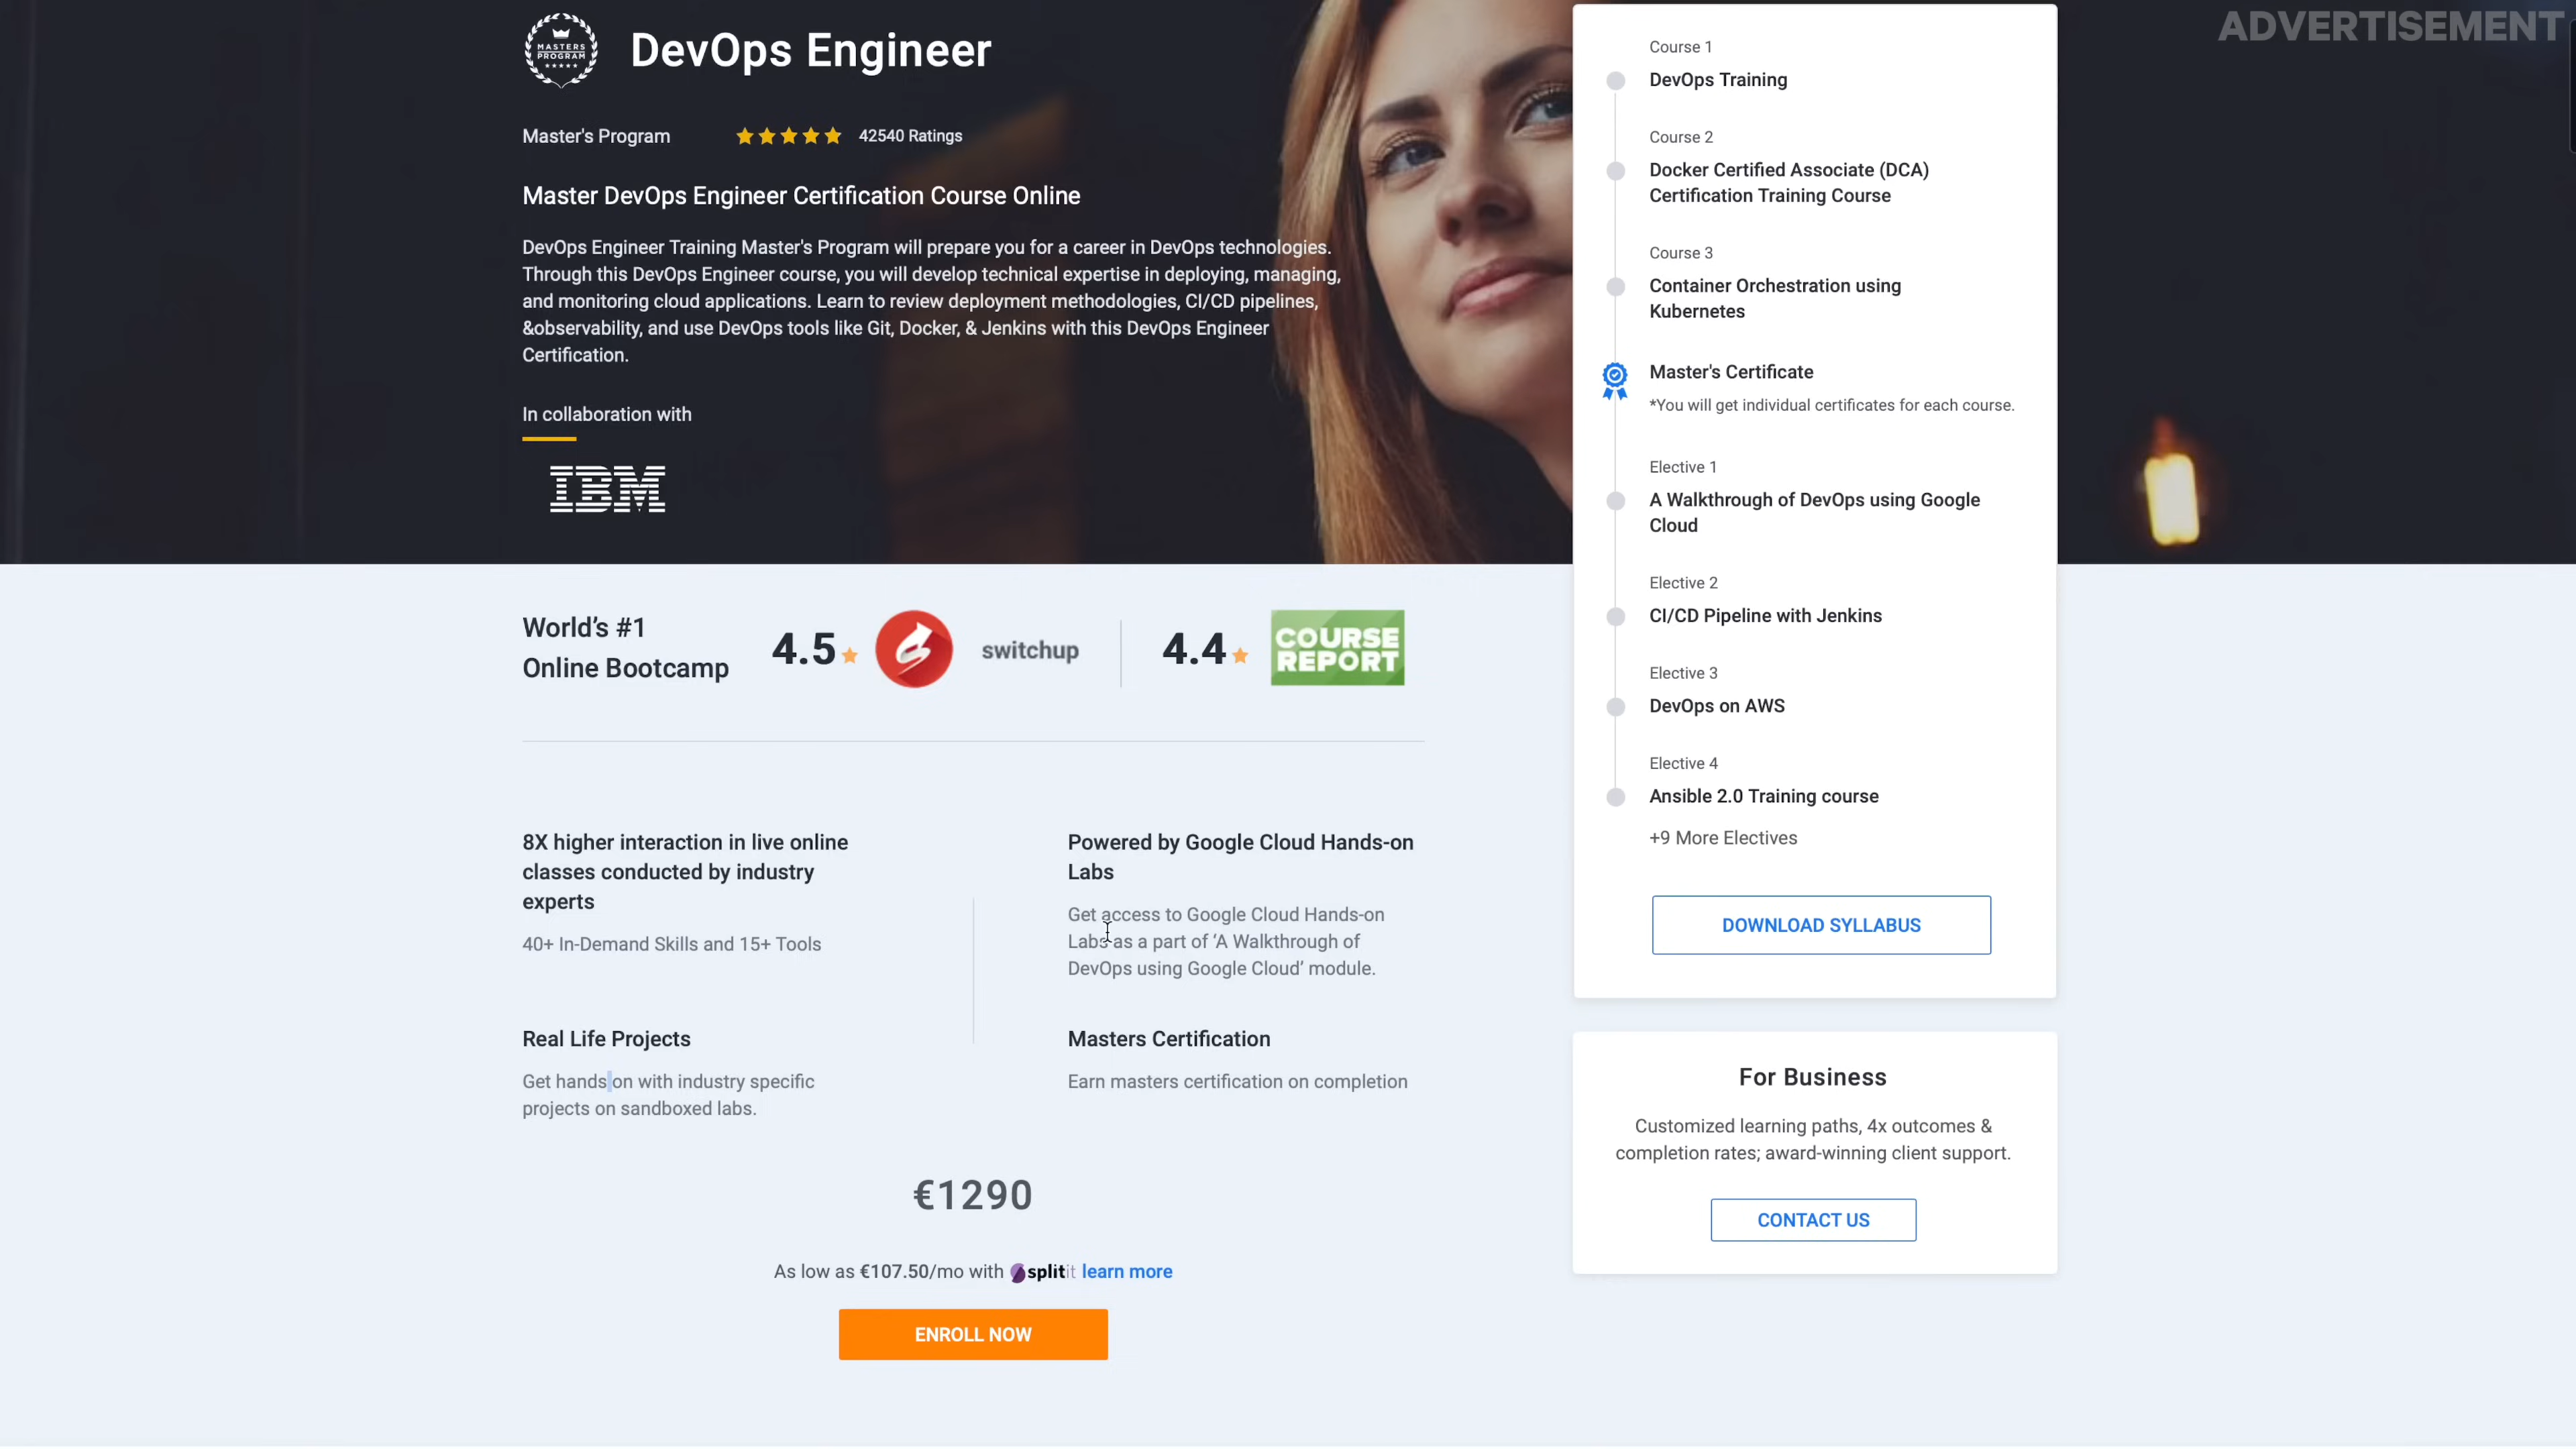 ADVERTISEMENT
MASTERS
PROGRAM
DevOps Engineer
Master's Program
42540 Ratings
Master DevOps Engineer Certification Course Online
DevOps Engineer Training Master's Program will prepare you for a career in DevOps technologies.
Through this DevOps Engineer course, you will develop technical expertise in deploying, managing,
and monitoring cloud applications. Learn to review deployment methodologies, CI/CD pipelines,
&observability, and use DevOps tools like Git, Docker, & Jenkins with this DevOps Engineer
Certification.
In collaboration with
IBM
World’s #1
Online Bootcamp
4.5
switchup
4.4
COURSE
REPORT
8X higher interaction in live online
classes conducted by industry
experts
40+ In-Demand Skills and 15+ Tools
Powered by Google Cloud Hands-on
Labs
Get access to Google Cloud Hands-on
Labs as a part of ‘A Walkthrough of
DevOps using Google Cloud’ module.
Real Life Projects
Get hands on with industry specific
projects on sandboxed labs.
Masters Certification
Earn masters certification on completion
€1290
As low as €107.50/mo with splitit learn more
ENROLL NOW
Course 1
DevOps Training
Course 2
Docker Certified Associate (DCA)
Certification Training Course
Course 3
Container Orchestration using
Kubernetes
Master's Certificate
*You will get individual certificates for each course.
Elective 1
A Walkthrough of DevOps using Google
Cloud
Elective 2
CI/CD Pipeline with Jenkins
Elective 3
DevOps on AWS
Elective 4
Ansible 2.0 Training course
+9 More Electives
DOWNLOAD SYLLABUS
For Business
Customized learning paths, 4x outcomes &
completion rates; award-winning client support.
CONTACT US